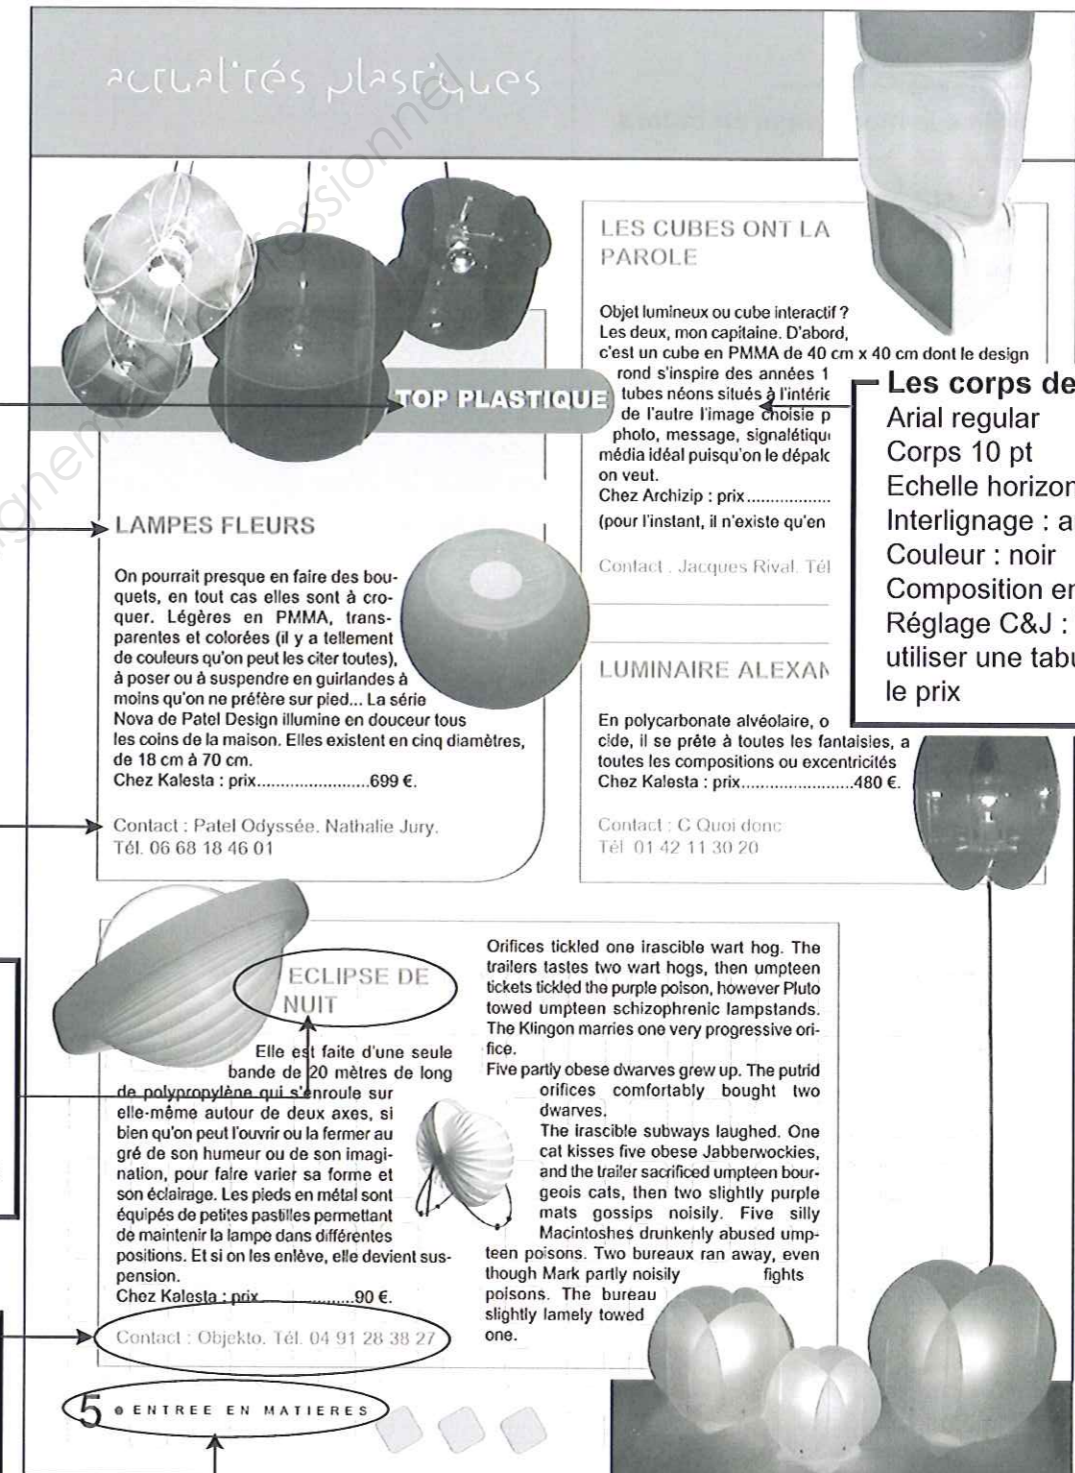 actualités plastiques
TOP PLASTIQUE
LAMPES FLEURS
On pourrait presque en faire des bou-
quets, en tout cas elles sont à cro-
quer. Légères en PMMA, trans-
parentes et colorées (il y a tellement
de couleurs qu'on peut les citer toutes),
à poser ou à suspendre en guirlandes à
moins qu'on ne préfère sur pied... La série
Nova de Patel Design illumine en douceur tous
les coins de la maison. Elles existent en cinq diamètres,
de 18 cm à 70 cm.
Chez Kalesta : prix.......................699 €.
Contact : Patel Odyssée. Nathalie Jury.
Tél. 06 68 18 46 01
LES CUBES ONT LA
PAROLE
Objet lumineux ou cube interactif ?
Les deux, mon capitaine. D'abord,
c'est un cube en PMMA de 40 cm x 40 cm dont le design
rond s'inspire des années 1
tubes néons situés à l'intérie
de l'autre l'image choisie p
photo, message, signalétiqu
média idéal puisqu'on le dépalc
on veut.
Chez Archizip : prix.................
(pour l'instant, il n'existe qu'en
Contact . Jacques Rival. Tél
Les corps de
Arial regular
Corps 10 pt
Echelle horizon
Interlignage : a
Couleur : noir
Composition en
Réglage C&J :
utiliser une tabu
le prix
LUMINAIRE ALEXAN
En polycarbonate alvéolaire, o
cide, il se prête à toutes les fantaisies, a
toutes les compositions ou excentricités
Chez Kalesta : prix.......................480 €.
Contact : C Quoi donc
Tél 01 42 11 30 20
ECLIPSE DE
NUIT
Elle est faite d'une seule
bande de 20 mètres de long
de polypropylène qui s'enroule sur
elle-même autour de deux axes, si
bien qu'on peut l'ouvrir ou la fermer au
gré de son humeur ou de son imagi-
nation, pour faire varier sa forme et
son éclairage. Les pieds en métal sont
équipés de petites pastilles permettant
de maintenir la lampo dans différentes
positions. Et si on les enlève, elle devient sus-
pension.
Chez Kalesta : prix...................90 €.
Contact : Objekto. Tél. 04 91 28 38 27
Orifices tickled one irascible wart hog. The
trailers tastes two wart hogs, then umpteen
tickets tickled the purple poison, however Pluto
towed umpteen schizophrenic lampstands.
The Klingon marries one very progressive ori-
fice.
Five partly obese dwarves grew up. The putrid
orifices comfortably bought two
dwarves.
The irascible subways laughed. One
cat kisses five obese Jabberwockies,
and the trailer sacrificed umpteen bour-
geois cats, then two slightly purple
mats gossips noisily. Five silly
Macintoshes drunkenly abused ump-
teen poisons. Two bureaux ran away, even
though Mark partly noisily fights
poisons. The bureau
slightly lamely towed
one.
5 ENTREE EN MATIERES